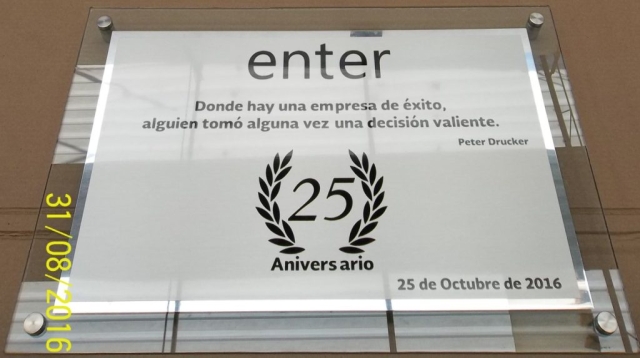 enter
Donde hay una empresa de éxito,
alguien tomó alguna vez una decisión valiente.
Peter Drucker
25
Aniversario
25 de Octubre de 2016
31/08/2016